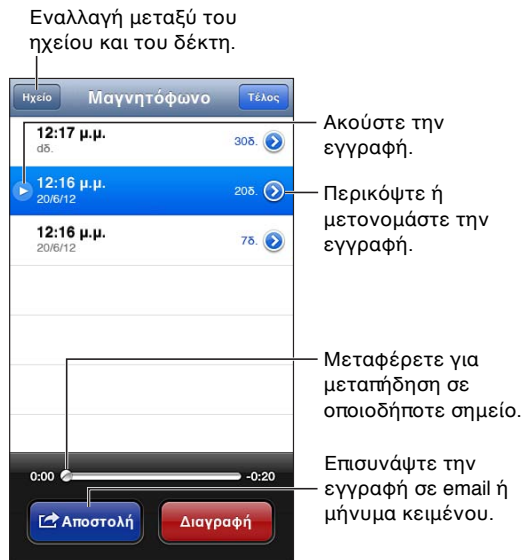 Εναλλαγή μεταξύ του
ηχείου και του δέκτη.
Ηχείο Μαγνητόφωνο Τέλος
12:17 μ.μ.
dδ.
30δ.
Ακούστε την
εγγραφή.
12:16 μ.μ.
20/6/12
20δ.
Περικόψτε ή
μετονομάστε την
εγγραφή.
12:16 μ.μ.
20/6/12
7δ.
Μεταφέρετε για
μεταπήδηση σε
οποιοδήποτε σημείο.
0:00 -0:20
Επισυνάψτε την
εγγραφή σε email ή
μήνυμα κειμένου.
Αποστολή Διαγραφή